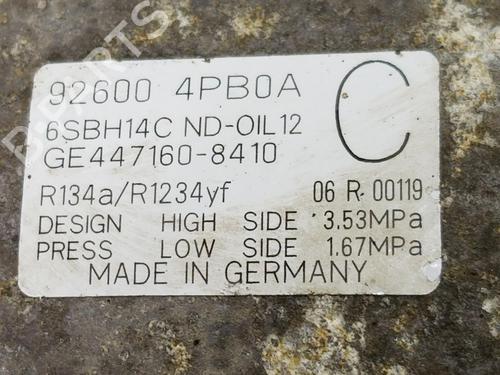 92600 4PB0A
C
6SBH14C ND-OIL12
GE447160-8410
R134a/R1234yf 06 R 00119
DESIGN HIGH SIDE 3.53MPa
PRESS LOW SIDE 1.67MPa
MADE IN GERMANY
B-PARTS